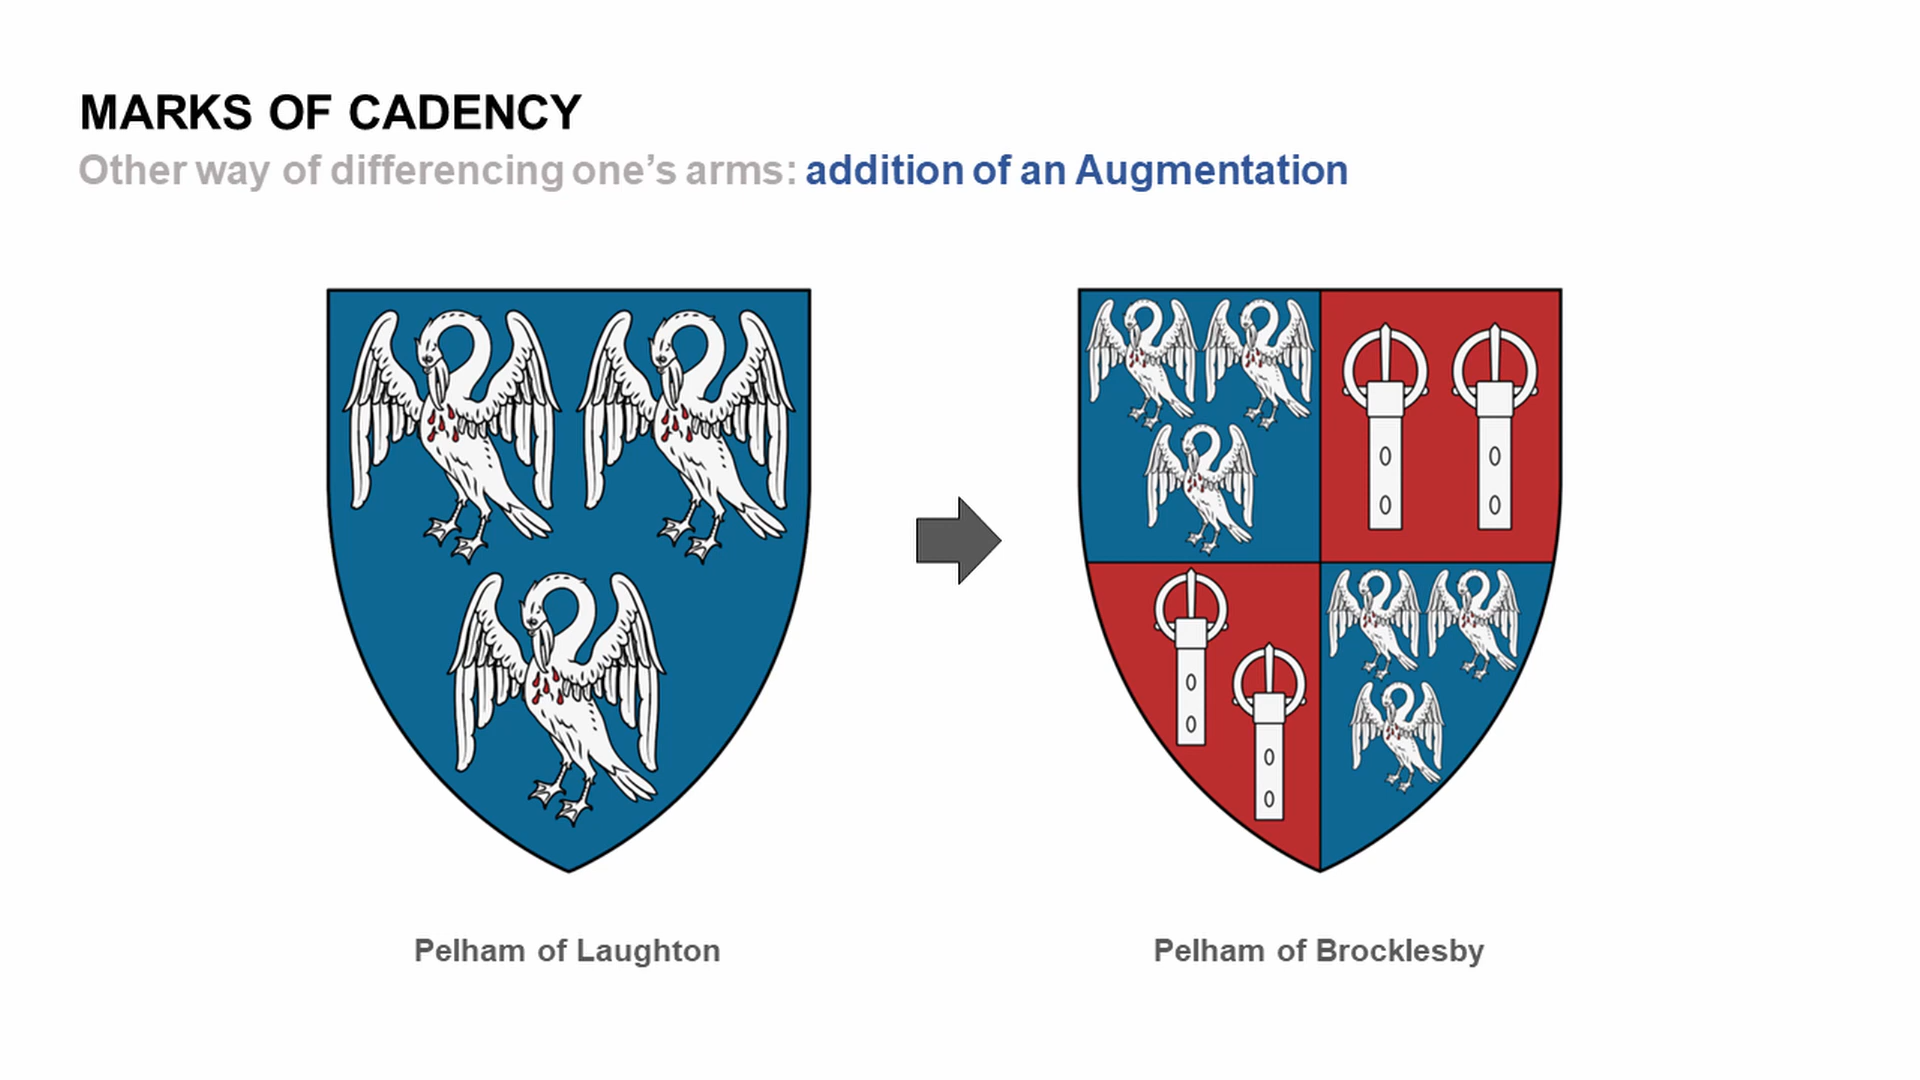 MARKS OF CADENCY
Other way of differencing one’s arms: addition of an Augmentation
Pelham of Laughton
Pelham of Brocklesby